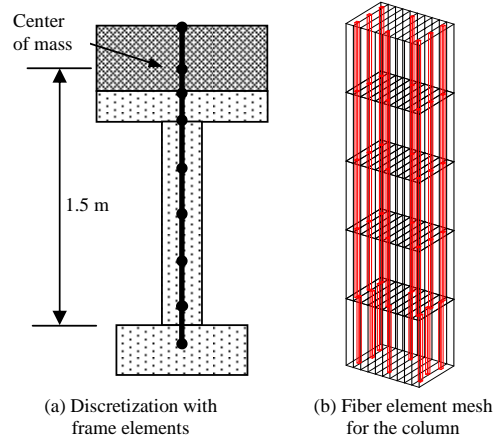 Center
of mass
1.5 m
(a) Discretization with
frame elements
(b) Fiber element mesh
for the column